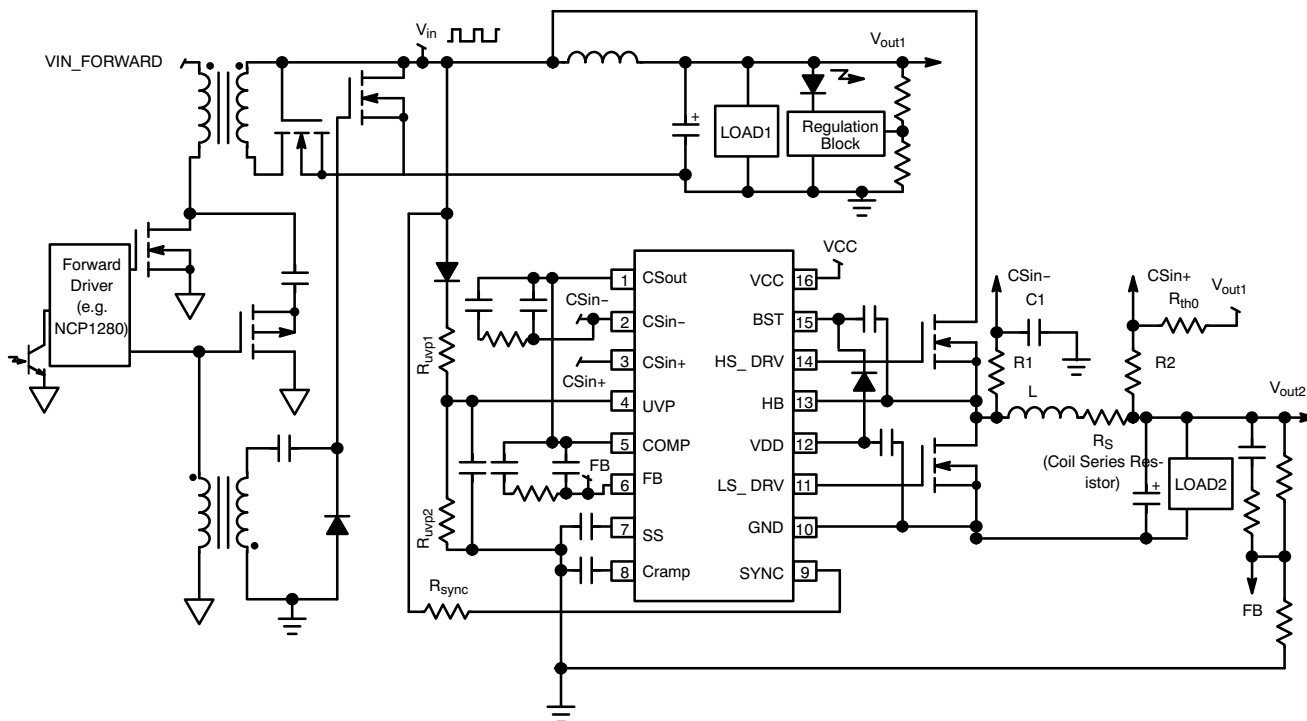 VIN_FORWARD
Vin
Vout1
LOAD1
Regulation
Block
Forward
Driver
(e.g.
NCP1280)
Ruvp1
Ruvp2
Rsync
CSin−
CSin+
FB
1 CSout
2 CSin−
3 CSin+
4 UVP
5 COMP
6 FB
7 SS
8 Cramp
VCC
VCC 16
BST 15
HS_ DRV 14
HB 13
VDD 12
LS_ DRV 11
GND 10
SYNC 9
CSin−
C1
R1
CSin+
Rth0
Vout1
R2
L
RS
(Coil Series Res-
istor)
Vout2
LOAD2
FB
+
+